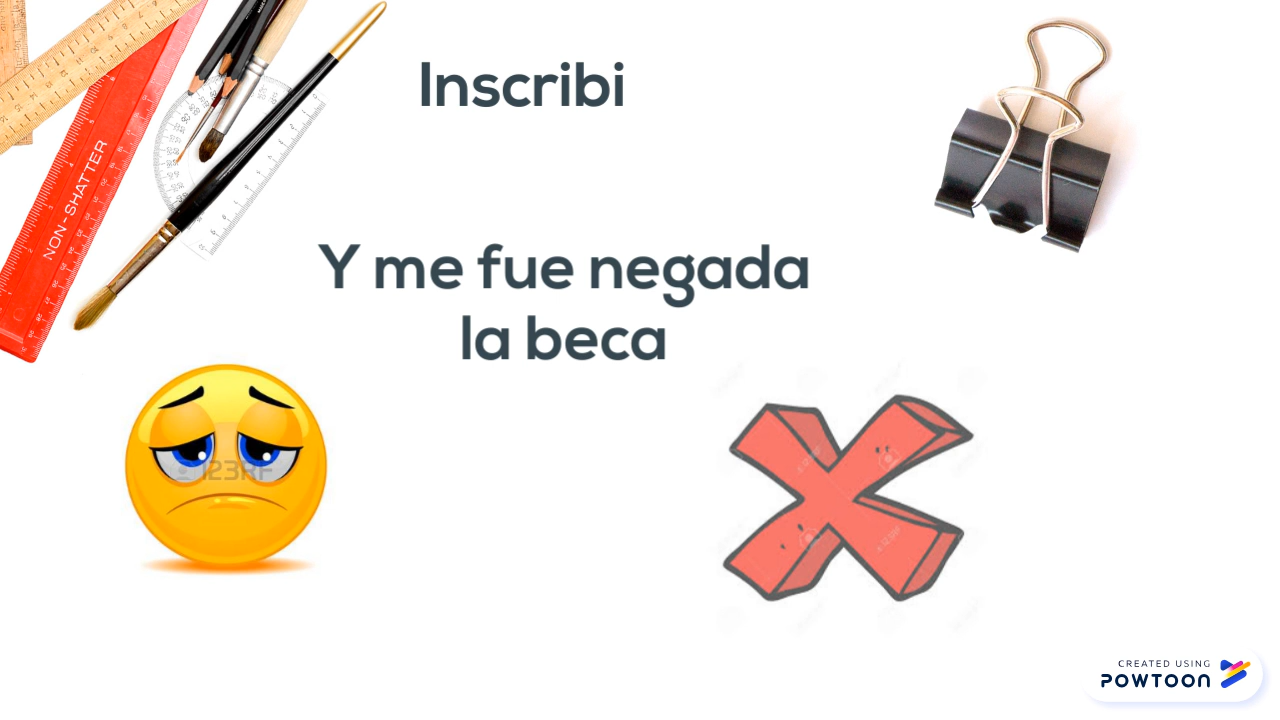 Inscribi
Y me fue negada
la beca
NON-SHATTER
123RF
CREATED USING
POWTOON